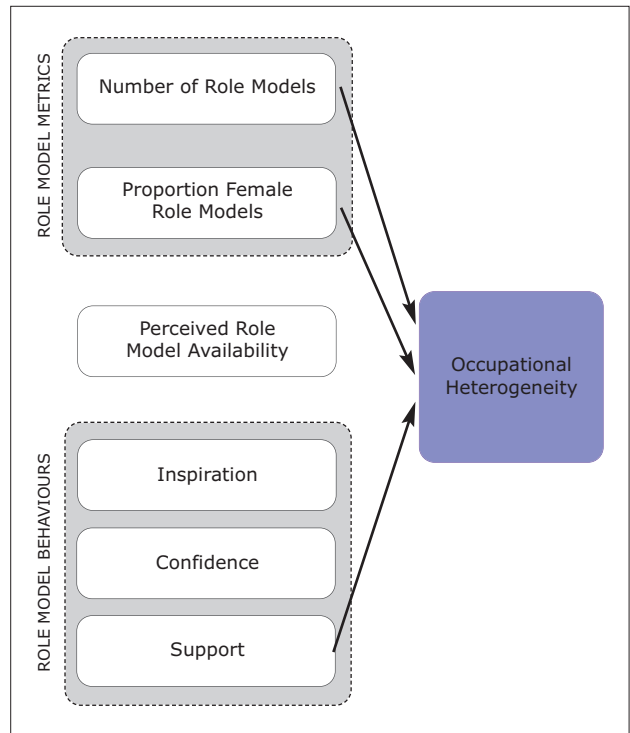 ROLE MODEL METRICS
Number of Role Models
Proportion Female
Role Models
Perceived Role
Model Availability
Occupational
Heterogeneity
ROLE MODEL BEHAVIOURS
Inspiration
Confidence
Support